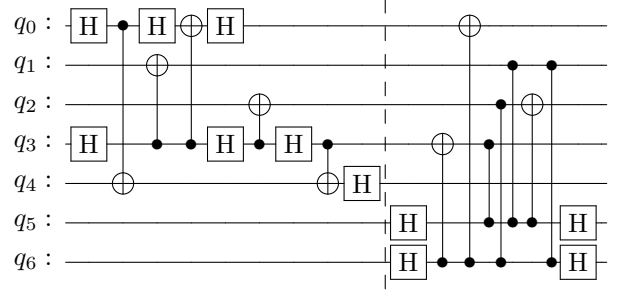 q0 : H H H
q1 :
q2 :
q3 : H H H
q4 : H
q5 : H H
q6 : H H